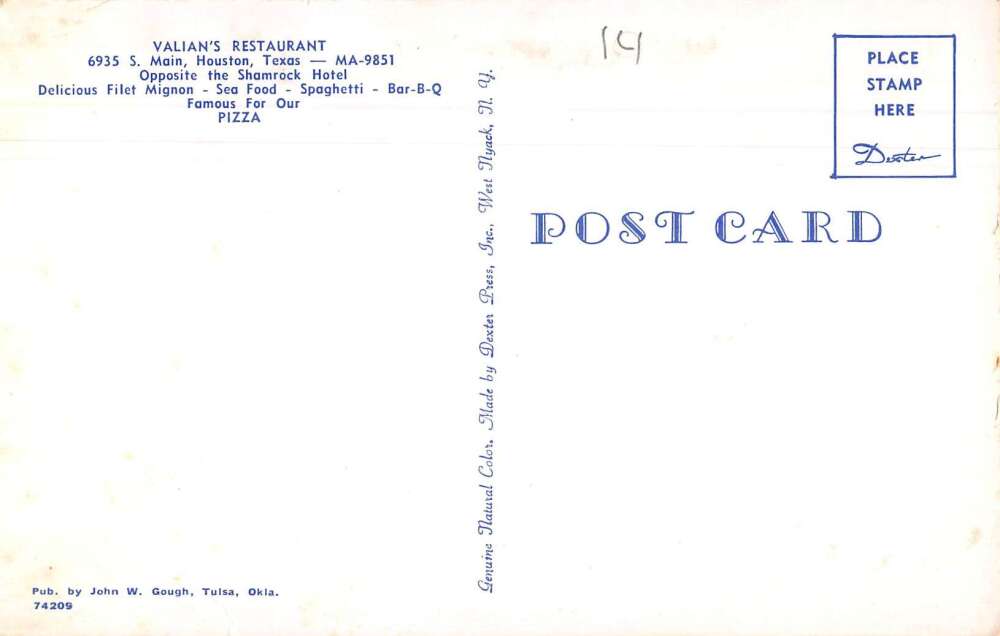 VALIAN'S RESTAURANT
6935 S. Main, Houston, Texas — MA-9851
Opposite the Shamrock Hotel
Delicious Filet Mignon - Sea Food - Spaghetti - Bar-B-Q
Famous For Our
PIZZA
Pub. by John W. Gough, Tulsa, Okla.
74209
Genuine Natural Color. Made by Dexter Press, Inc., West Nyack, N. Y.
14
PLACE
STAMP
HERE
Dexter
POST CARD